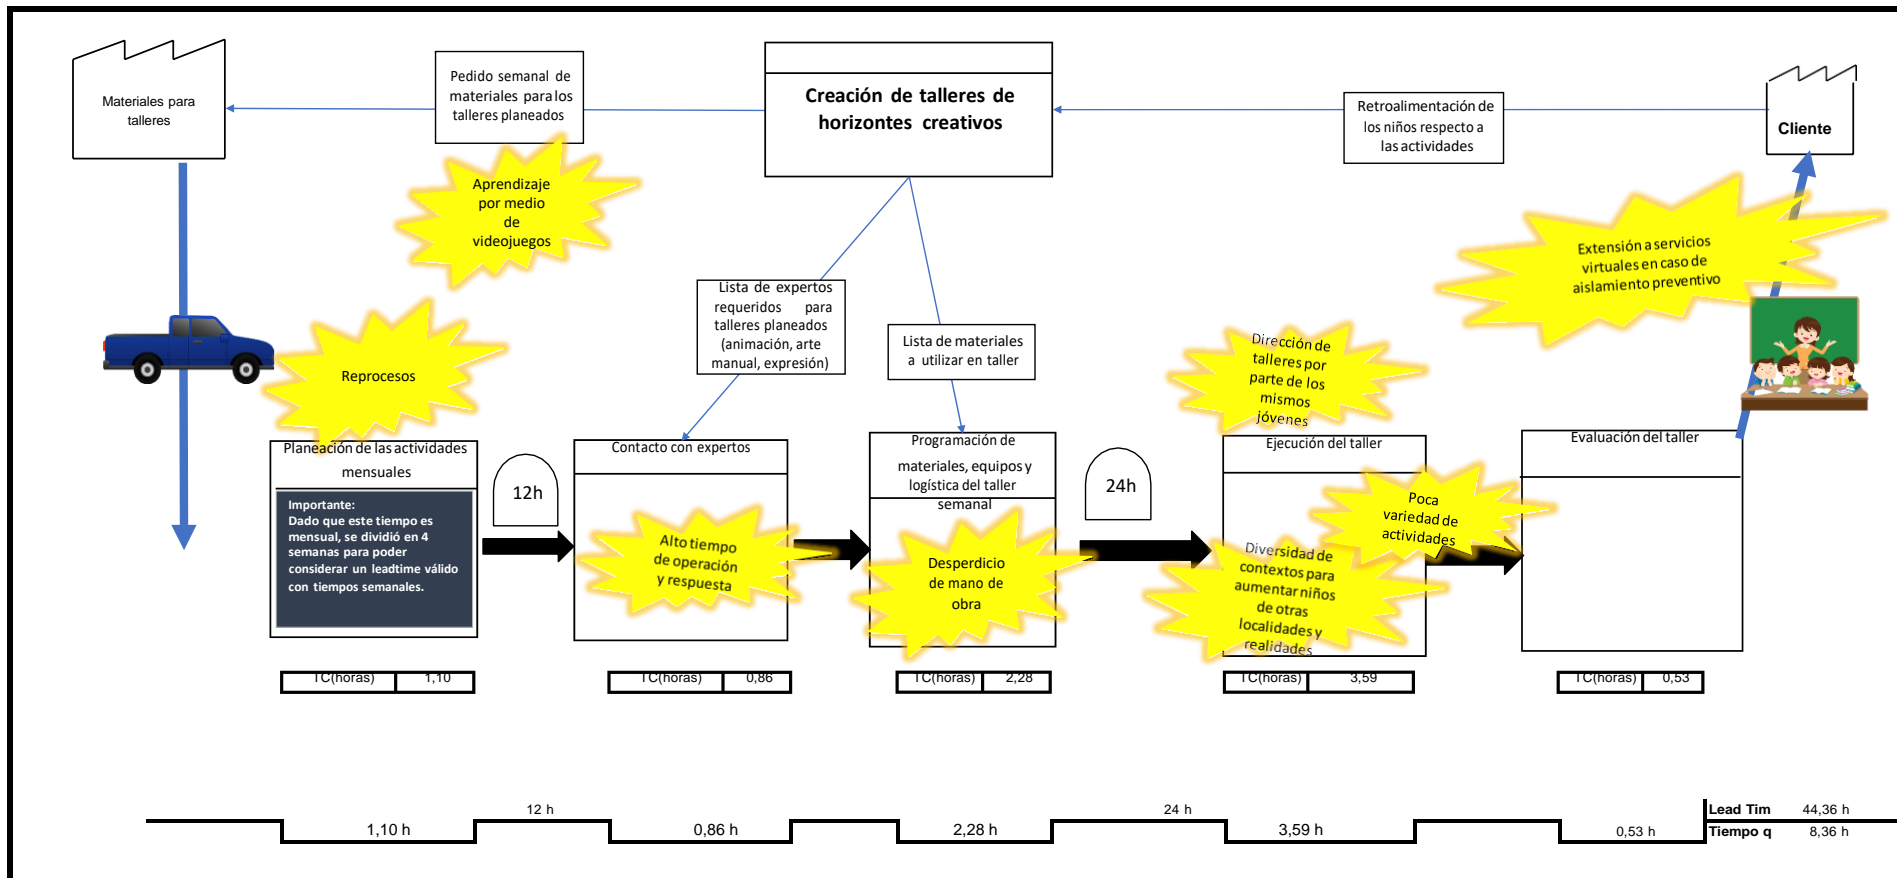 Materiales para
talleres
Pedido semanal de
materiales para los
talleres planeados
Creación de talleres de
horizontes creativos
Retroalimentación de
los niños respecto a
las actividades
Cliente
Aprendizaje
por medio
de
videojuegos
Extensión a servicios
virtuales en caso de
aislamiento preventivo
Lista de expertos
requeridos para
talleres planeados
(animación, arte
manual, expresión)
Lista de materiales
a utilizar en taller
Reprocesos
Dirección de
talleres por
parte de los
mismos
jóvenes
Planeación de las actividades
mensuales
Importante:
Dado que este tiempo es
mensual, se dividió en 4
semanas para poder
considerar un leadtime válido
con tiempos semanales.
12h
Contacto con expertos
Alto tiempo
de operación
y respuesta
Programación de
materiales, equipos y
logística del taller
semanal
Desperdicio
de mano de
obra
24h
Ejecución del taller
Poca
variedad de
actividades
Diversidad de
contextos para
aumentar niños
de otras
localidades y
realidades
Evaluación del taller
TC(horas) 1,10
TC(horas) 0,86
TC(horas) 2,28
TC(horas) 3,59
TC(horas) 0,53
12 h
24 h
Lead Tim 44,36 h
1,10 h
0,86 h
2,28 h
3,59 h
0,53 h
Tiempo q 8,36 h